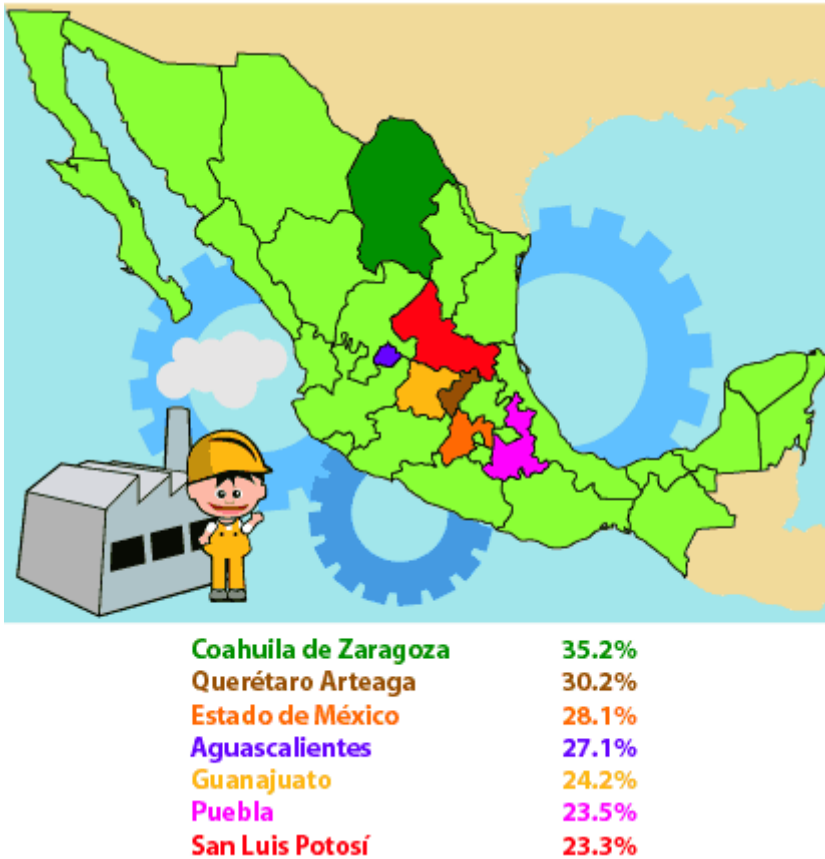 Coahuila de Zaragoza 35.2%
Querétaro Arteaga 30.2%
Estado de México 28.1%
Aguascalientes 27.1%
Guanajuato 24.2%
Puebla 23.5%
San Luis Potosí 23.3%